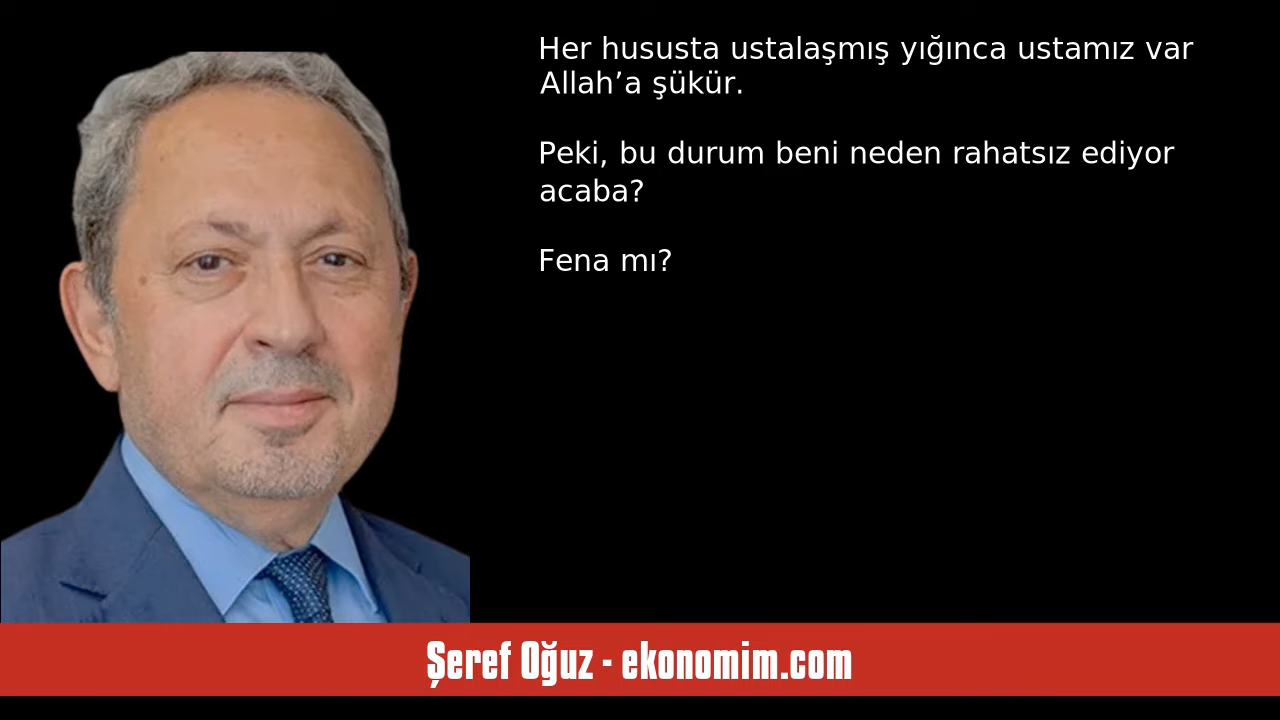 Her hususta ustalaşmış yığınca ustamız var
Allah’a şükür.
Peki, bu durum beni neden rahatsız ediyor
acaba?
Fena mı?
Şeref Oğuz - ekonomim.com